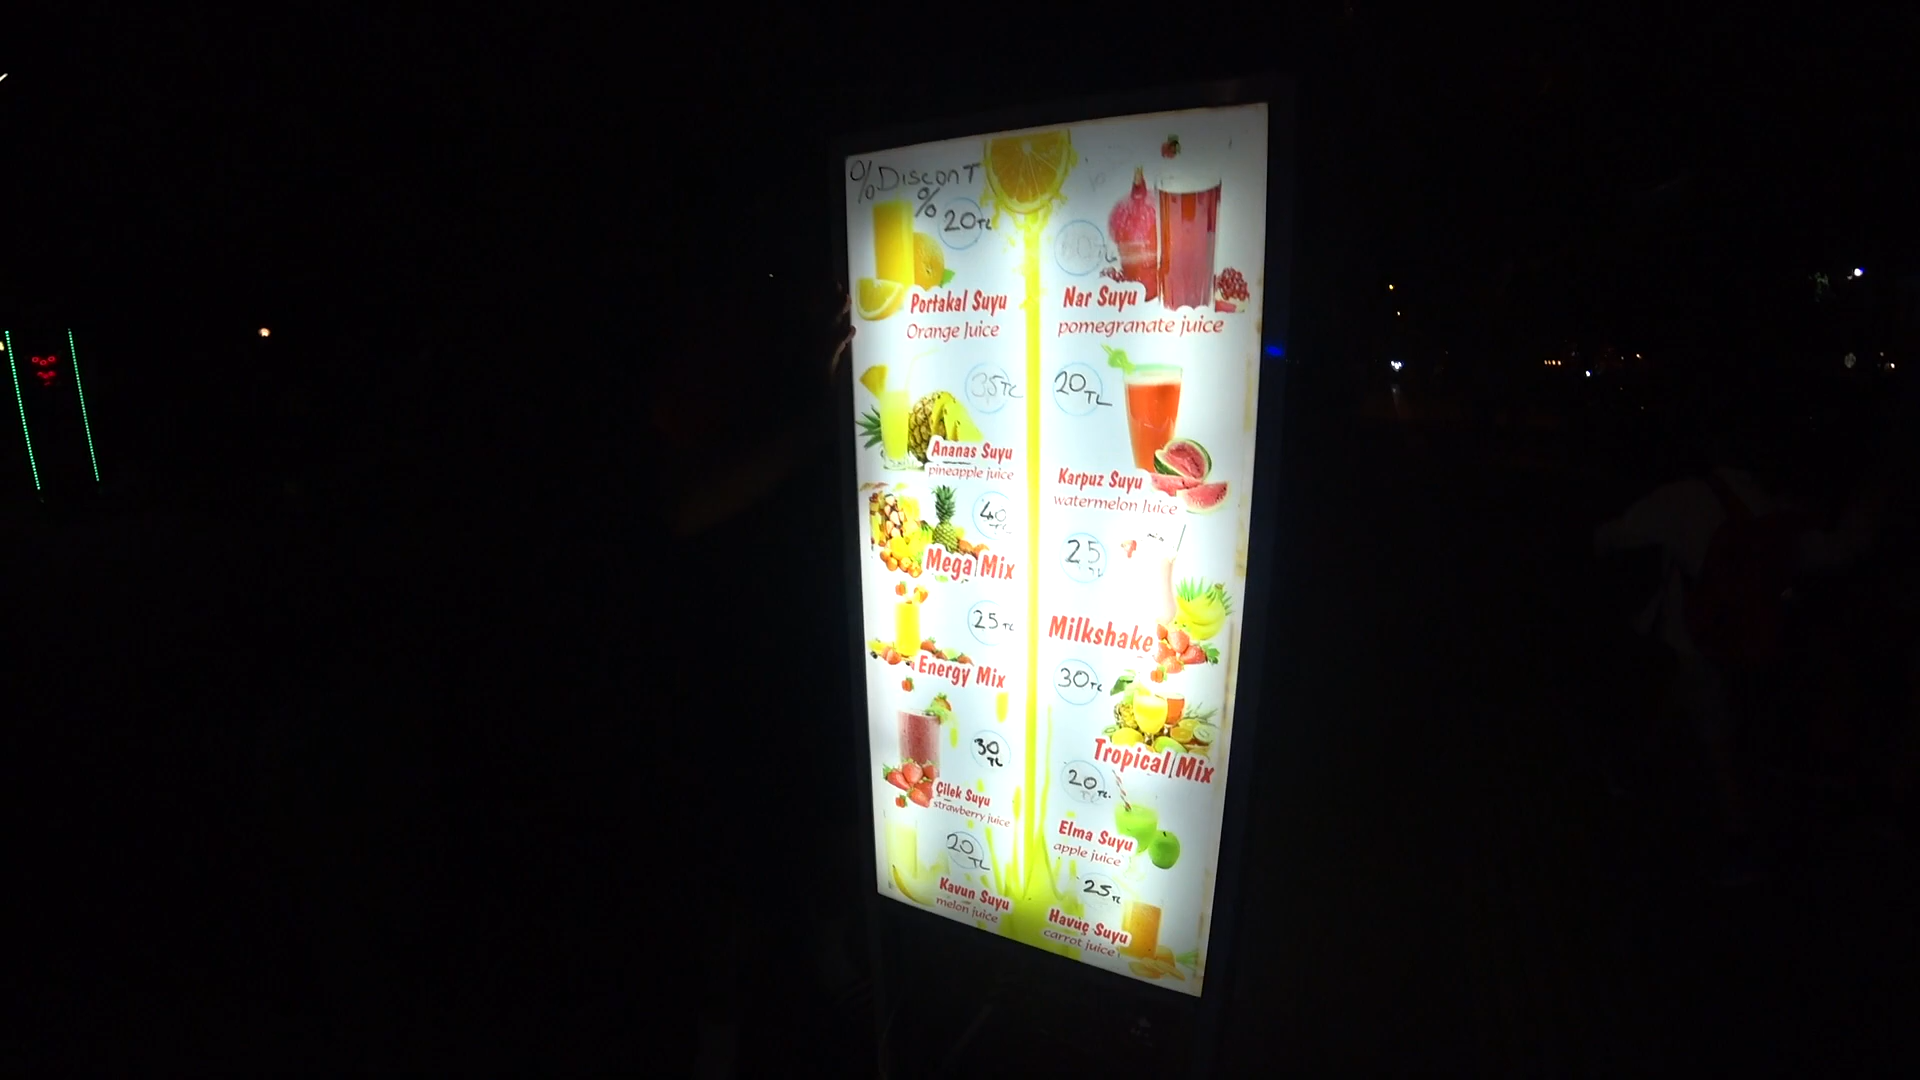 %Discont
%
20TL
Portakal Suyu
Orange Juice
35TL
Ananas Suyu
pineapple juice
40
TL
Mega Mix
25TL
Energy Mix
30
TL
Çilek Suyu
strawberry juice
20
TL
Kavun Suyu
melon juice
Nar Suyu
pomegranate juice
20
TL
Karpuz Suyu
watermelon Juice
25
TL
Milkshake
30TL
Tropical Mix
20TL.
Elma Suyu
apple juice
25TL
Havuç Suyu
carrot juice